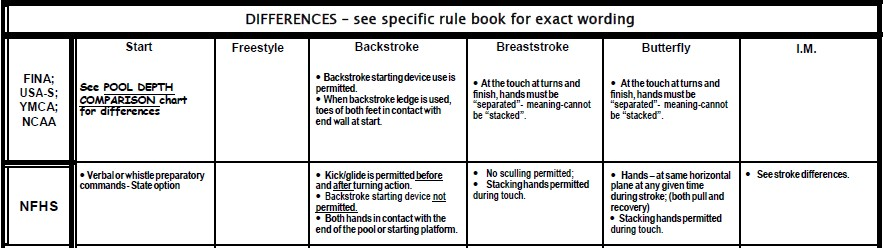 DIFFERENCES – see specific rule book for exact wording
Start
Freestyle
Backstroke
Breaststroke
Butterfly
I.M.
FINA;
USA-S;
YMCA;
NCAA
See POOL DEPTH
COMPARISON chart
for differences
• Backstroke starting device use is
permitted.
• When backstroke ledge is used,
toes of both feet in contact with
end wall at start.
• At the touch at turns and
finish, hands must be
"separated"- meaning-cannot
be "stacked".
• At the touch at turns and
finish, hands must be
"separated"- meaning-cannot
be "stacked".
NFHS
• Verbal or whistle preparatory
commands - State option
• Kick/glide is permitted before
and after turning action.
• Backstroke starting device not
permitted.
• Both hands in contact with the
end of the pool or starting platform.
• No sculling permitted;
• Stacking hands permitted
during touch.
• Hands – at same horizontal
plane at any given time
during stroke; (both pull and
recovery)
• Stacking hands permitted
during touch.
• See stroke differences.